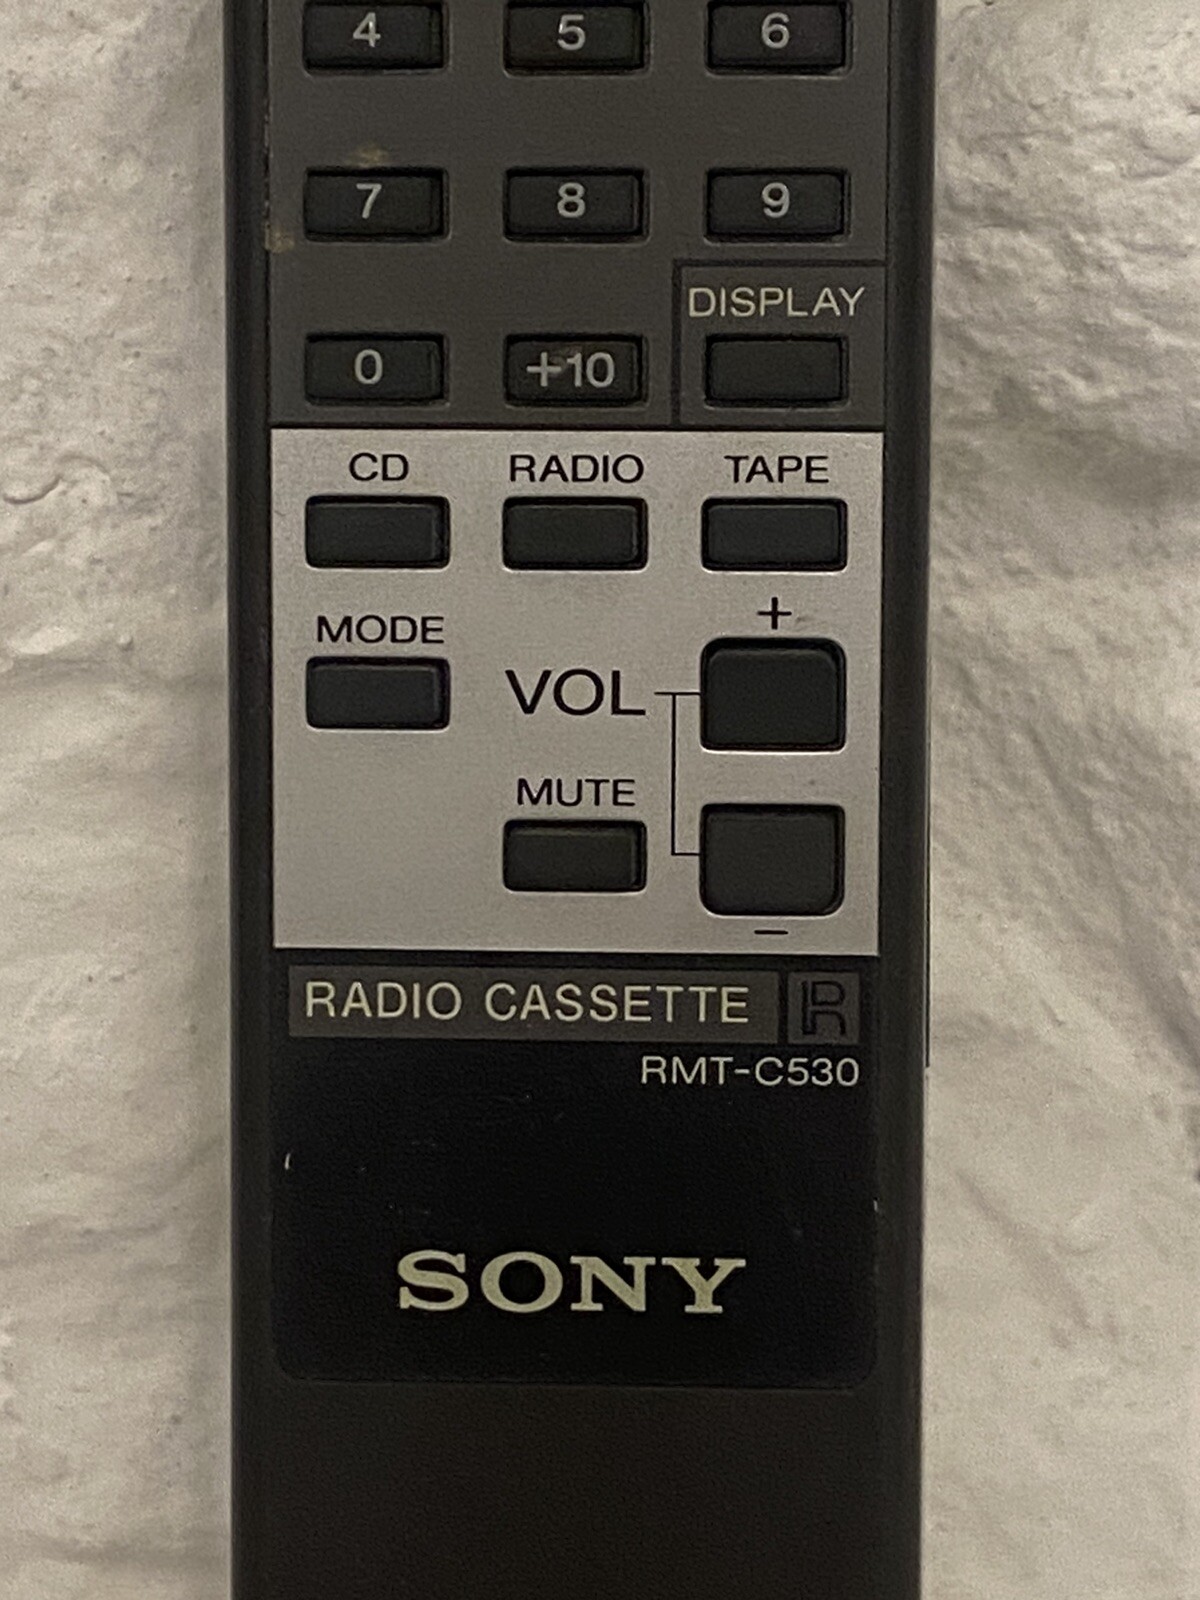 4 5 6
7 8 9
DISPLAY
0 +10
CD RADIO TAPE
MODE
+
VOL
MUTE
−
RADIO CASSETTE R
RMT-C530
SONY